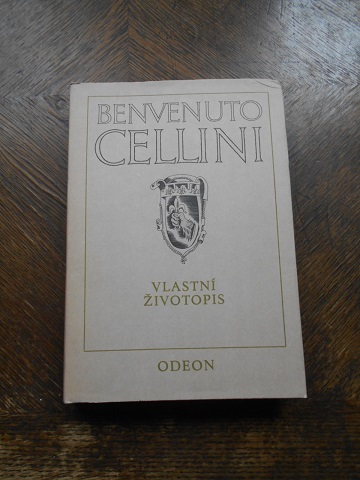 BENVENUTO
CELLINI
VLASTNÍ
ŽIVOTOPIS
ODEON